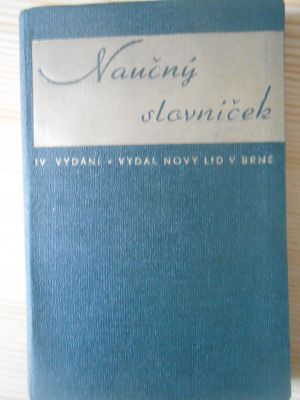 Naučný
slovníček
IV VYDÁNÍ • VYDAL NOVÝ LID V BRNĚ